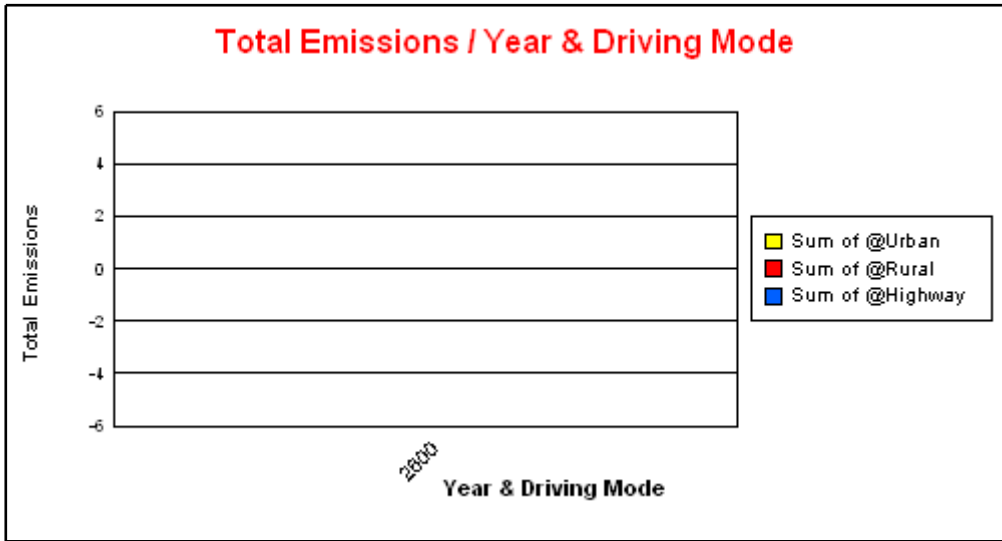 Total Emissions / Year & Driving Mode
6
4
2
0
-2
-4
-6
Total Emissions
2600
Year & Driving Mode
Sum of @Urban
Sum of @Rural
Sum of @Highway